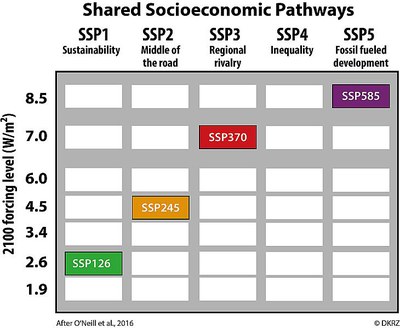 Shared Socioeconomic Pathways
SSP1 SSP2 SSP3 SSP4 SSP5
Sustainability Middle of Regional Inequality Fossil fueled
the road rivalry development
2100 forcing level (W/m²)
8.5 SSP585
7.0 SSP370
6.0
4.5 SSP245
3.4
2.6 SSP126
1.9
After O'Neill et al., 2016 © DKRZ